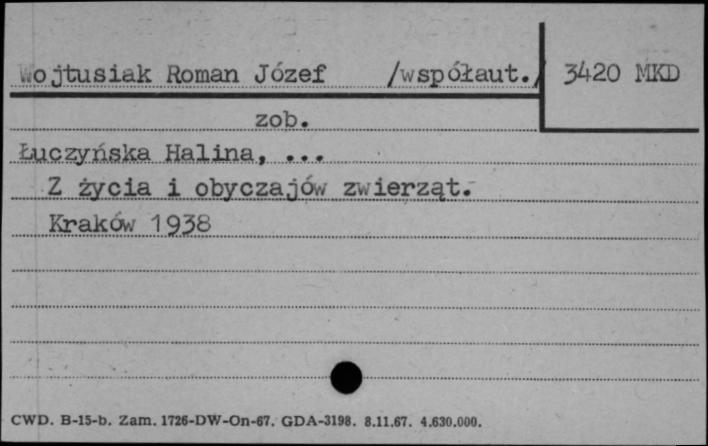 Wojtusiak Roman Józef /współaut./ 3420 MKD
zob.
Łuczyńska Halina, ...
Z życia i obyczajów zwierząt.
Kraków 1938
CWD. B-15-b. Zam. 1726-DW-On-67. GDA-3198. 8.11.67. 4.630.000.